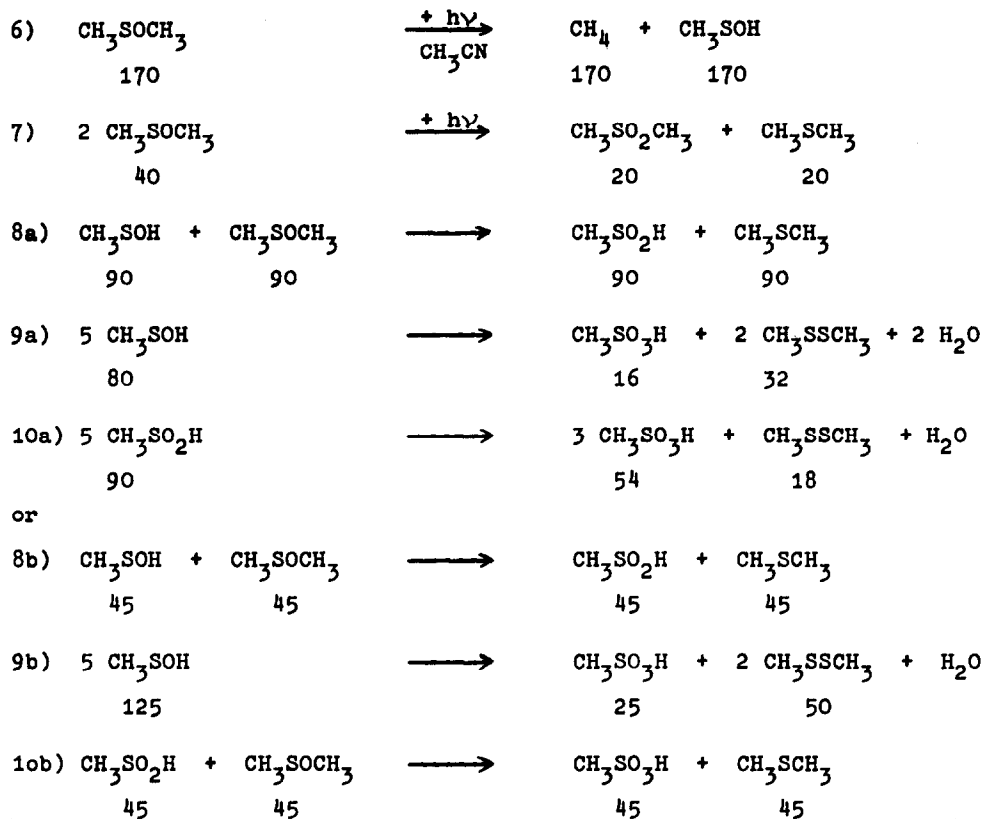 6) CH₃SOCH₃ + hν CH₃CN CH₄ + CH₃SOH
170 170 170
7) 2 CH₃SOCH₃ + hν CH₃SO₂CH₃ + CH₃SCH₃
40 20 20
8a) CH₃SOH + CH₃SOCH₃ ⟶ CH₃SO₂H + CH₃SCH₃
90 90 90 90
9a) 5 CH₃SOH ⟶ CH₃SO₃H + 2 CH₃SSCH₃ + 2 H₂O
80 16 32
10a) 5 CH₃SO₂H ⟶ 3 CH₃SO₃H + CH₃SSCH₃ + H₂O
90 54 18
or
8b) CH₃SOH + CH₃SOCH₃ ⟶ CH₃SO₂H + CH₃SCH₃
45 45 45 45
9b) 5 CH₃SOH ⟶ CH₃SO₃H + 2 CH₃SSCH₃ + H₂O
125 25 50
1ob) CH₃SO₂H + CH₃SOCH₃ ⟶ CH₃SO₃H + CH₃SCH₃
45 45 45 45